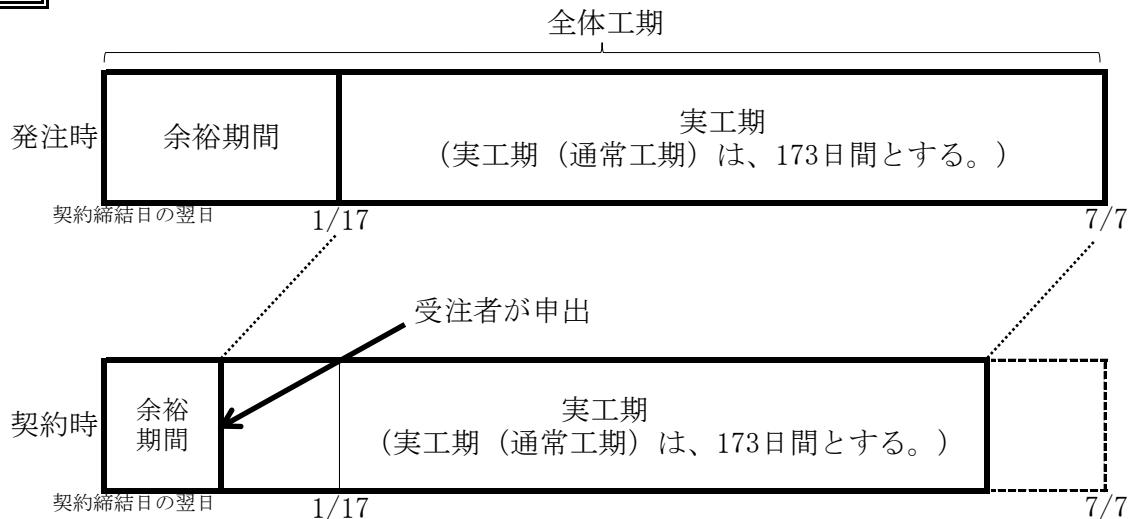 全体工期
発注時
余裕期間
実工期
（実工期（通常工期）は、173日間とする。）
契約締結日の翌日
1/17
7/7
受注者が申出
契約時
余裕
期間
実工期
（実工期（通常工期）は、173日間とする。）
契約締結日の翌日
1/17
7/7